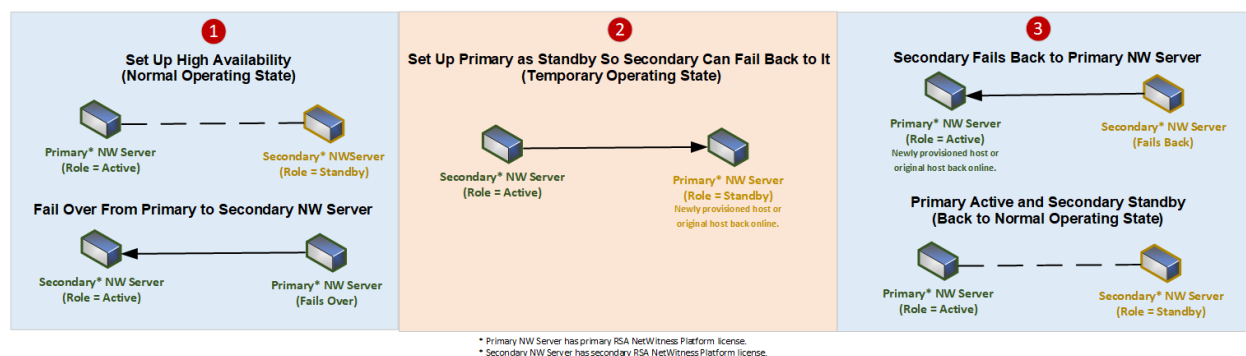 1
Set Up High Availability
(Normal Operating State)
Primary* NW Server
(Role = Active)
Secondary* NWServer
(Role = Standby)
Fail Over From Primary to Secondary NW Server
Secondary* NW Server
(Role = Active)
Primary* NW Server
(Fails Over)
2
Set Up Primary as Standby So Secondary Can Fail Back to It
(Temporary Operating State)
Secondary* NW Server
(Role = Active)
Primary* NW Server
(Role = Standby)
Newly provisioned host or
original host back online.
3
Secondary Fails Back to Primary NW Server
Primary* NW Server
(Role = Active)
Newly provisioned host or
original host back online.
Secondary* NW Server
(Fails Back)
Primary Active and Secondary Standby
(Back to Normal Operating State)
Primary* NW Server
(Role = Active)
Secondary* NW Server
(Role = Standby)
* Primary NW Server has primary RSA NetWitness Platform license.
* Secondary NW Server has secondary RSA NetWitness Platform license.